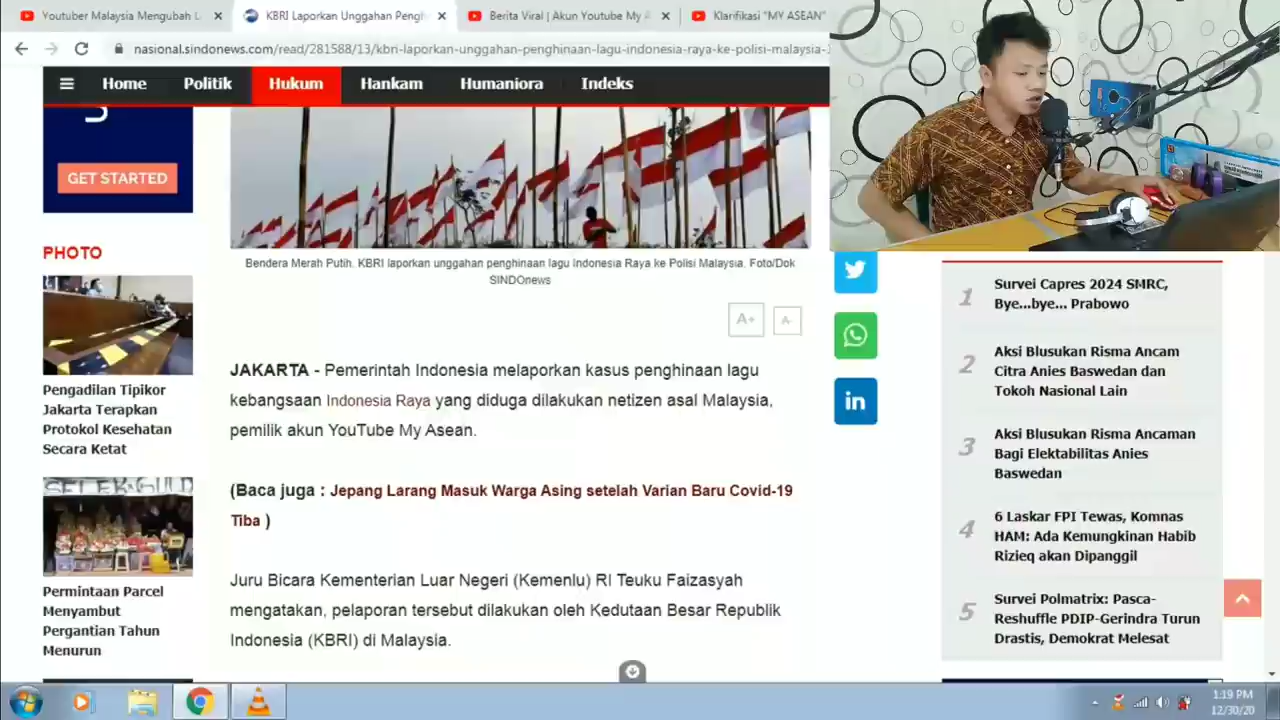 Youtuber Malaysia Mengubah L
KBRI Laporkan Unggahan Pengh
Berita Viral | Akun Youtube My A
Klarifikasi "MY ASEAN"
nasional.sindonews.com/read/281588/13/kbri-laporkan-unggahan-penghinaan-lagu-indonesia-raya-ke-polisi-malaysia-1
Home Politik Hukum Hankam Humaniora Indeks
GET STARTED
PHOTO
Pengadilan Tipikor
Jakarta Terapkan
Protokol Kesehatan
Secara Ketat
Permintaan Parcel
Menyambut
Pergantian Tahun
Menurun
Bendera Merah Putih. KBRI laporkan unggahan penghinaan lagu Indonesia Raya ke Polisi Malaysia. Foto/Dok
SINDOnews
A+ A-
JAKARTA - Pemerintah Indonesia melaporkan kasus penghinaan lagu
kebangsaan Indonesia Raya yang diduga dilakukan netizen asal Malaysia,
pemilik akun YouTube My Asean.
(Baca juga : Jepang Larang Masuk Warga Asing setelah Varian Baru Covid-19
Tiba )
Juru Bicara Kementerian Luar Negeri (Kemenlu) RI Teuku Faizasyah
mengatakan, pelaporan tersebut dilakukan oleh Kedutaan Besar Republik
Indonesia (KBRI) di Malaysia.
in
1 Survei Capres 2024 SMRC,
Bye...bye... Prabowo
2 Aksi Blusukan Risma Ancam
Citra Anies Baswedan dan
Tokoh Nasional Lain
3 Aksi Blusukan Risma Ancaman
Bagi Elektabilitas Anies
Baswedan
4 6 Laskar FPI Tewas, Komnas
HAM: Ada Kemungkinan Habib
Rizieq akan Dipanggil
5 Survei Polmatrix: Pasca-
Reshuffle PDIP-Gerindra Turun
Drastis, Demokrat Melesat
1:19 PM
12/30/20